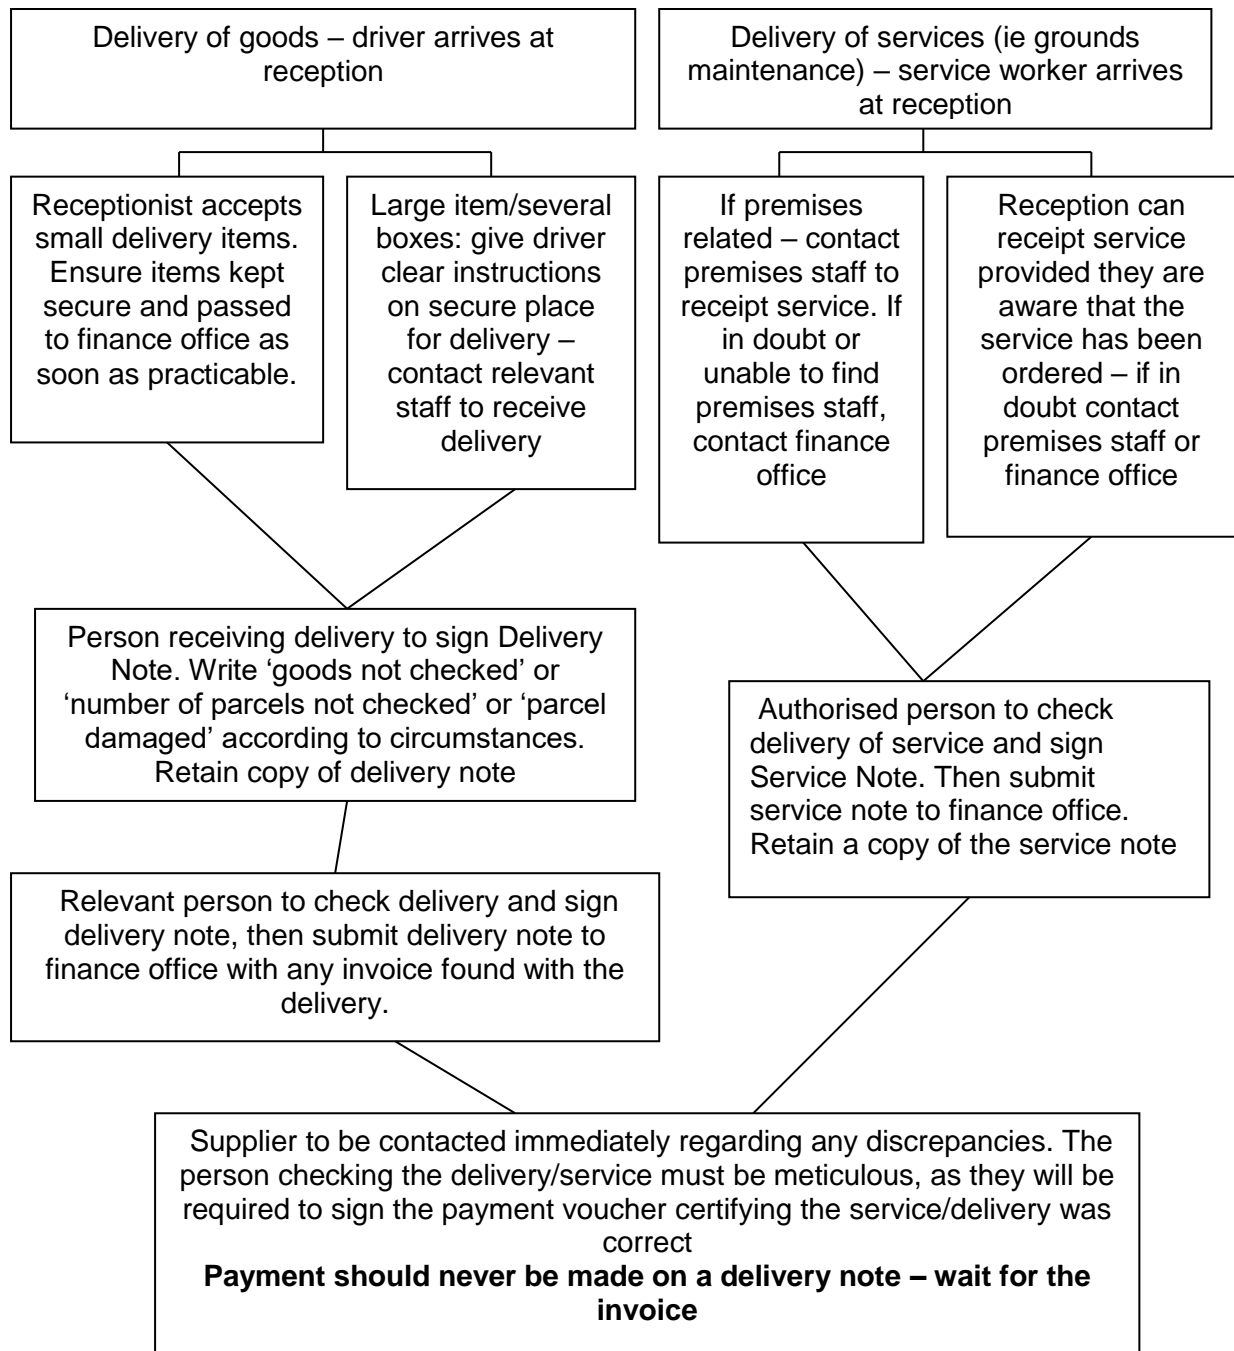 Delivery of goods – driver arrives at
reception
Delivery of services (ie grounds
maintenance) – service worker arrives
at reception
Receptionist accepts
small delivery items.
Ensure items kept
secure and passed
to finance office as
soon as practicable.
Large item/several
boxes: give driver
clear instructions
on secure place
for delivery –
contact relevant
staff to receive
delivery
If premises
related – contact
premises staff to
receipt service. If
in doubt or
unable to find
premises staff,
contact finance
office
Reception can
receipt service
provided they are
aware that the
service has been
ordered – if in
doubt contact
premises staff or
finance office
Person receiving delivery to sign Delivery
Note. Write ‘goods not checked’ or
‘number of parcels not checked’ or ‘parcel
damaged’ according to circumstances.
Retain copy of delivery note
Authorised person to check
delivery of service and sign
Service Note. Then submit
service note to finance office.
Retain a copy of the service note
Relevant person to check delivery and sign
delivery note, then submit delivery note to
finance office with any invoice found with the
delivery.
Supplier to be contacted immediately regarding any discrepancies. The
person checking the delivery/service must be meticulous, as they will be
required to sign the payment voucher certifying the service/delivery was
correct
Payment should never be made on a delivery note – wait for the
invoice